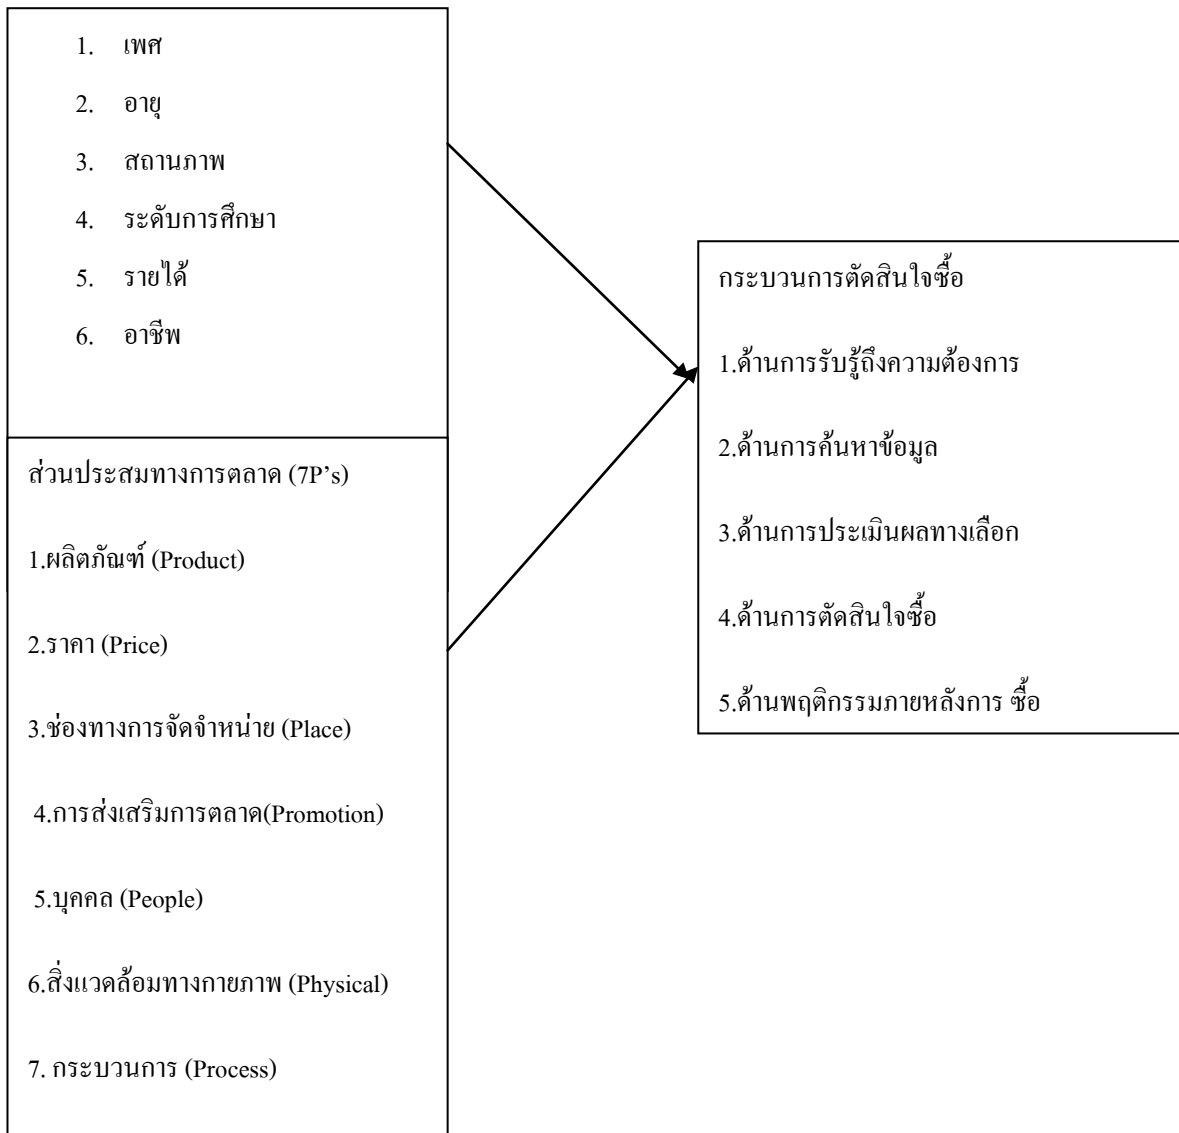 1. เพศ
2. อายุ
3. สถานภาพ
4. ระดับการศึกษา
5. รายได้
6. อาชีพ
ส่วนประสมทางการตลาด (7P’s)
1.ผลิตภัณฑ์ (Product)
2.ราคา (Price)
3.ช่องทางการจัดจำหน่าย (Place)
4.การส่งเสริมการตลาด(Promotion)
5.บุคคล (People)
6.สิ่งแวดล้อมทางกายภาพ (Physical)
7. กระบวนการ (Process)
กระบวนการตัดสินใจซื้อ
1.ด้านการรับรู้ถึงความต้องการ
2.ด้านการค้นหาข้อมูล
3.ด้านการประเมินผลทางเลือก
4.ด้านการตัดสินใจซื้อ
5.ด้านพฤติกรรมภายหลังการ ซื้อ